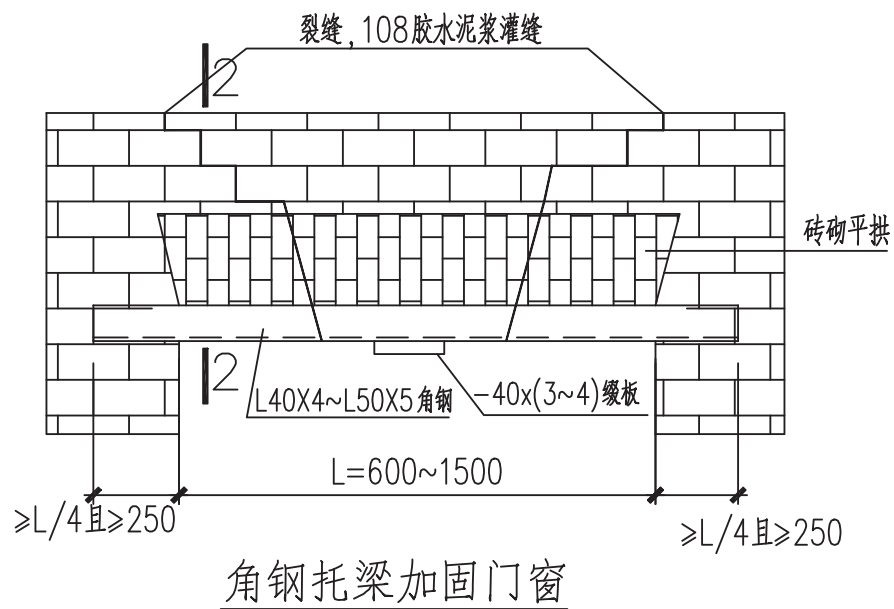 裂缝,108胶水泥浆灌缝
2
砖砌平拱
2
L40X4~L50X5角钢
-40x(3~4)缀板
L=600~1500
≥L/4且≥250
≥L/4且≥250
角钢托梁加固门窗